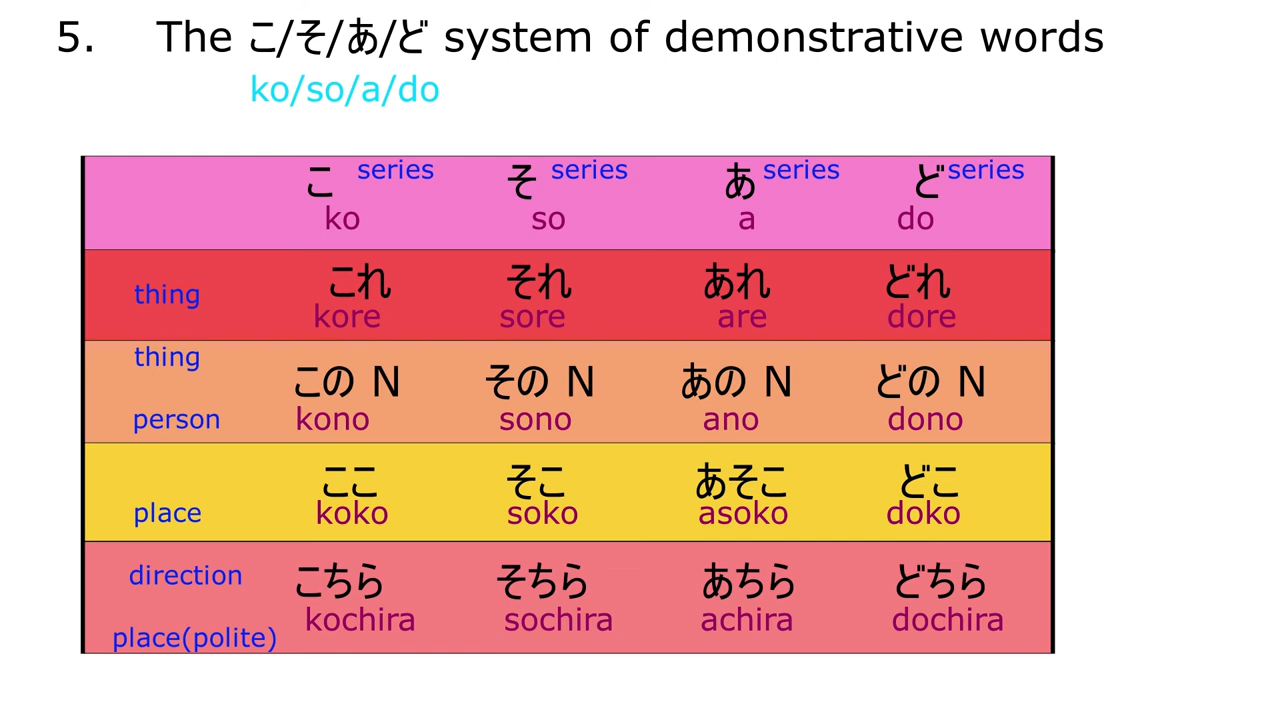 5. The こ/そ/あ/ど system of demonstrative words
ko/so/a/do
こ series そ series あ series ど series
ko so a do
thing これ それ あれ どれ
kore sore are dore
thing
この N その N あの N どの N
person kono sono ano dono
ここ そこ あそこ どこ
place koko soko asoko doko
direction こちら そちら あちら どちら
kochira sochira achira dochira
place(polite)